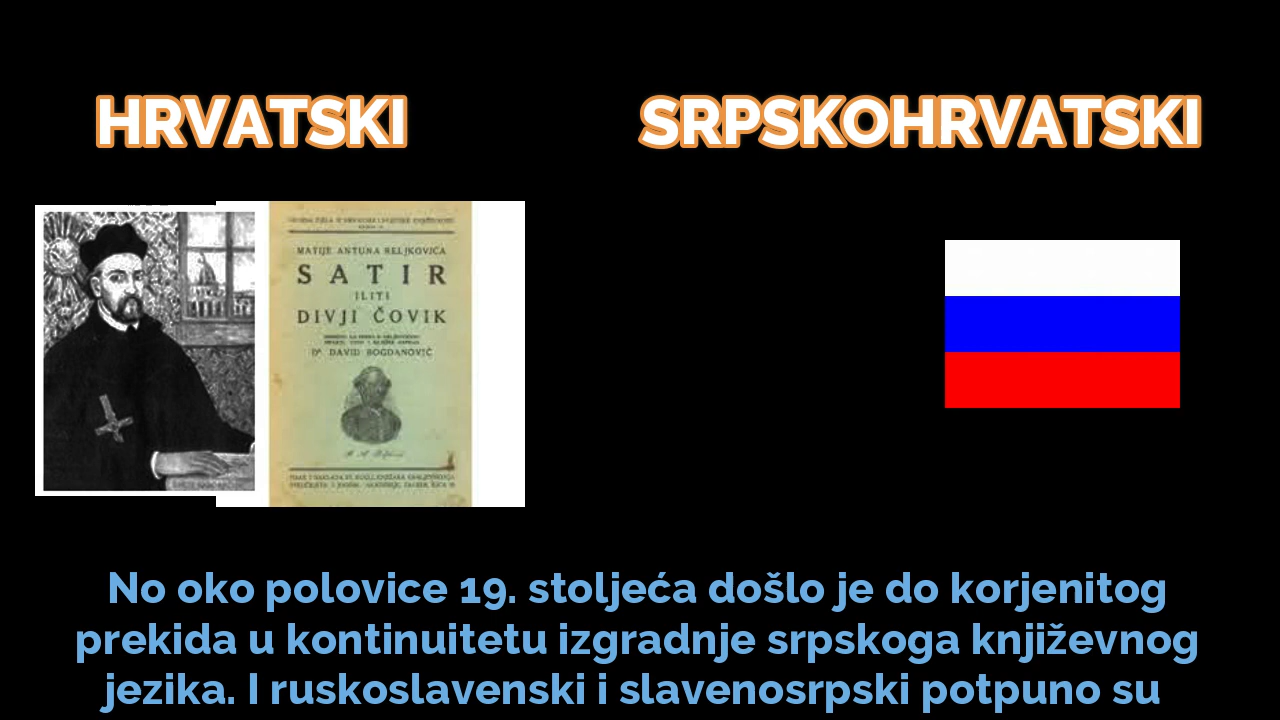 HRVATSKI
SRPSKOHRVATSKI
MATIJE ANTUNA RELJKOVIĆA
SATIR
ILITI
DIVJI ČOVIK
Dr. DAVID BOGDANOVIĆ
No oko polovice 19. stoljeća došlo je do korjenitog
prekida u kontinuitetu izgradnje srpskoga književnog
jezika. I ruskoslavenski i slavenosrpski potpuno su